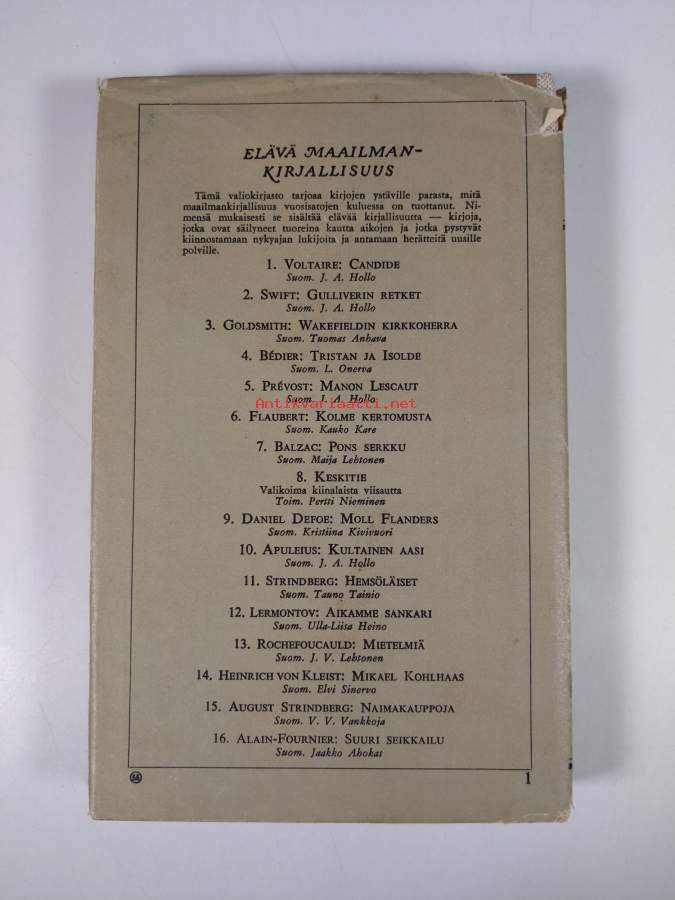 ELÄVÄ MAAILMAN-
KIRJALLISUUS
Tämä valiokirjasto tarjoaa kirjojen ystäville parasta, mitä
maailmankirjallisuus vuosisatojen kuluessa on tuottanut. Ni-
mensä mukaisesti se sisältää elävää kirjallisuutta — kirjoja,
jotka ovat säilyneet tuoreina kautta aikojen ja jotka pystyvät
kiinnostamaan nykyajan lukijoita ja antamaan herätteitä uusille
polville.
1. VOLTAIRE: CANDIDE
Suom. J. A. Hollo
2. SWIFT: GULLIVERIN RETKET
Suom. J. A. Hollo
3. GOLDSMITH: WAKEFIELDIN KIRKKOHERRA
Suom. Tuomas Anhava
4. BÉDIER: TRISTAN JA ISOLDE
Suom. L. Onerva
5. PRÉVOST: MANON LESCAUT
Suom. J. A. Hollo
Antikvariaatti.net
6. FLAUBERT: KOLME KERTOMUSTA
Suom. Kauko Kare
7. BALZAC: PONS SERKKU
Suom. Maija Lehtonen
8. KESKITIE
Valikoima kiinalaista viisautta
Toim. Pertti Nieminen
9. DANIEL DEFOE: MOLL FLANDERS
Suom. Kristiina Kivivuori
10. APULEIUS: KULTAINEN AASI
Suom. J. A. Hollo
11. STRINDBERG: HEMSÖLÄISET
Suom. Tauno Tainio
12. LERMONTOV: AIKAMME SANKARI
Suom. Ulla-Liisa Heino
13. ROCHEFOUCAULD: MIETELMIÄ
Suom. J. V. Lehtonen
14. HEINRICH VON KLEIST: MIKAEL KOHLHAAS
Suom. Elvi Sinervo
15. AUGUST STRINDBERG: NAIMAKAUPPOJA
Suom. V. V. Vankkoja
16. ALAIN-FOURNIER: SUURI SEIKKAILU
Suom. Jaakko Ahokas
1